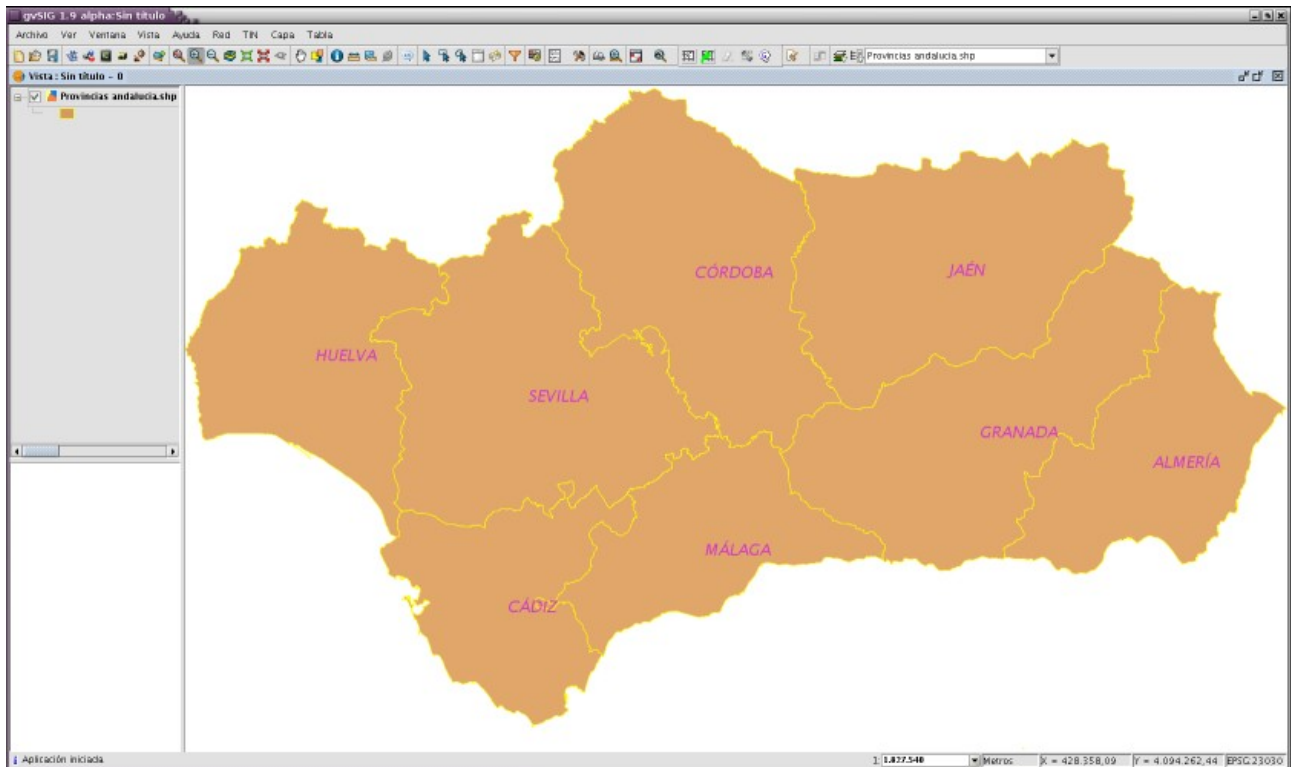 gvSIG 1.9 alpha:Sin título
Archivo Ver Ventana Vista Ayuda Red TIN Capa Tabla
Provincias andalucia.shp
Vista : Sin título - 0
Provincias andalucia.shp
CÓRDOBA
JAÉN
HUELVA
SEVILLA
GRANADA
ALMERÍA
MÁLAGA
CÁDIZ
Aplicación iniciada. 1: 1.827.540 Metros X = 428.358,09 Y = 4.094.262,44 EPSG:23030